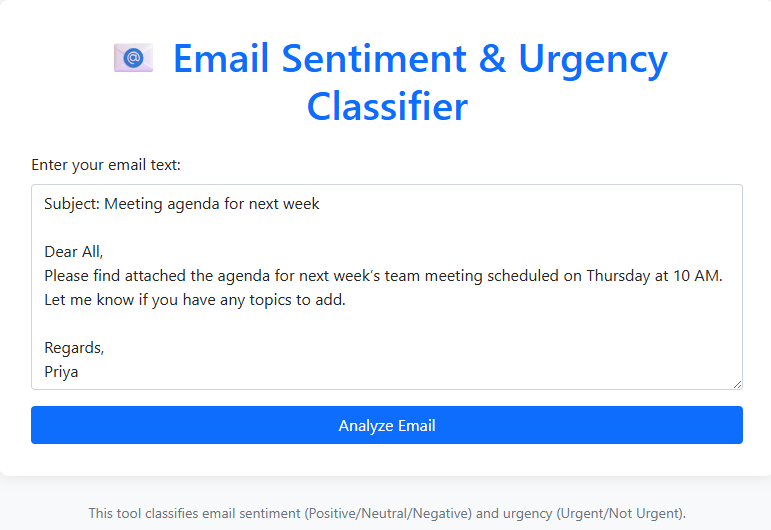 Email Sentiment & Urgency
Classifier
Enter your email text:
Subject: Meeting agenda for next week
Dear All,
Please find attached the agenda for next week's team meeting scheduled on Thursday at 10 AM.
Let me know if you have any topics to add.
Regards,
Priya
Analyze Email
This tool classifies email sentiment (Positive/Neutral/Negative) and urgency (Urgent/Not Urgent).